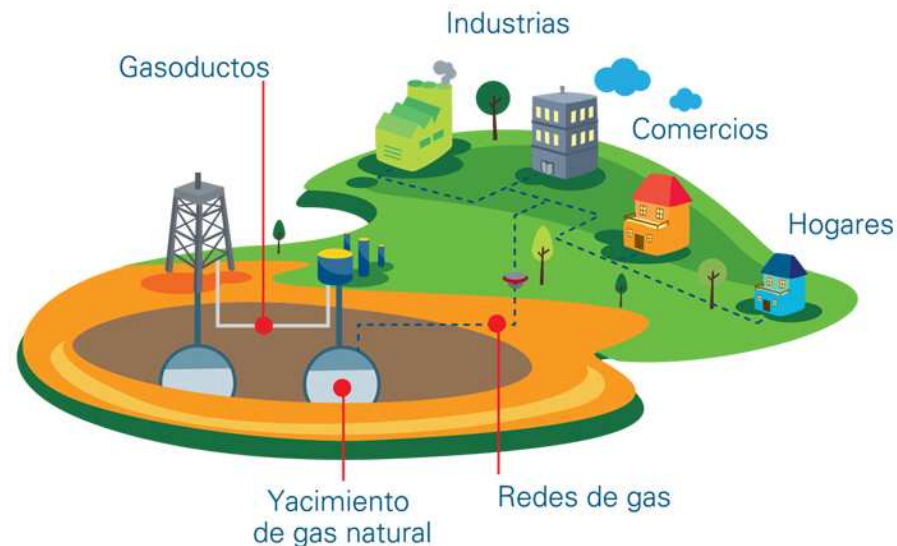 Industrias
Gasoductos
Comercios
Hogares
Yacimiento
de gas natural
Redes de gas